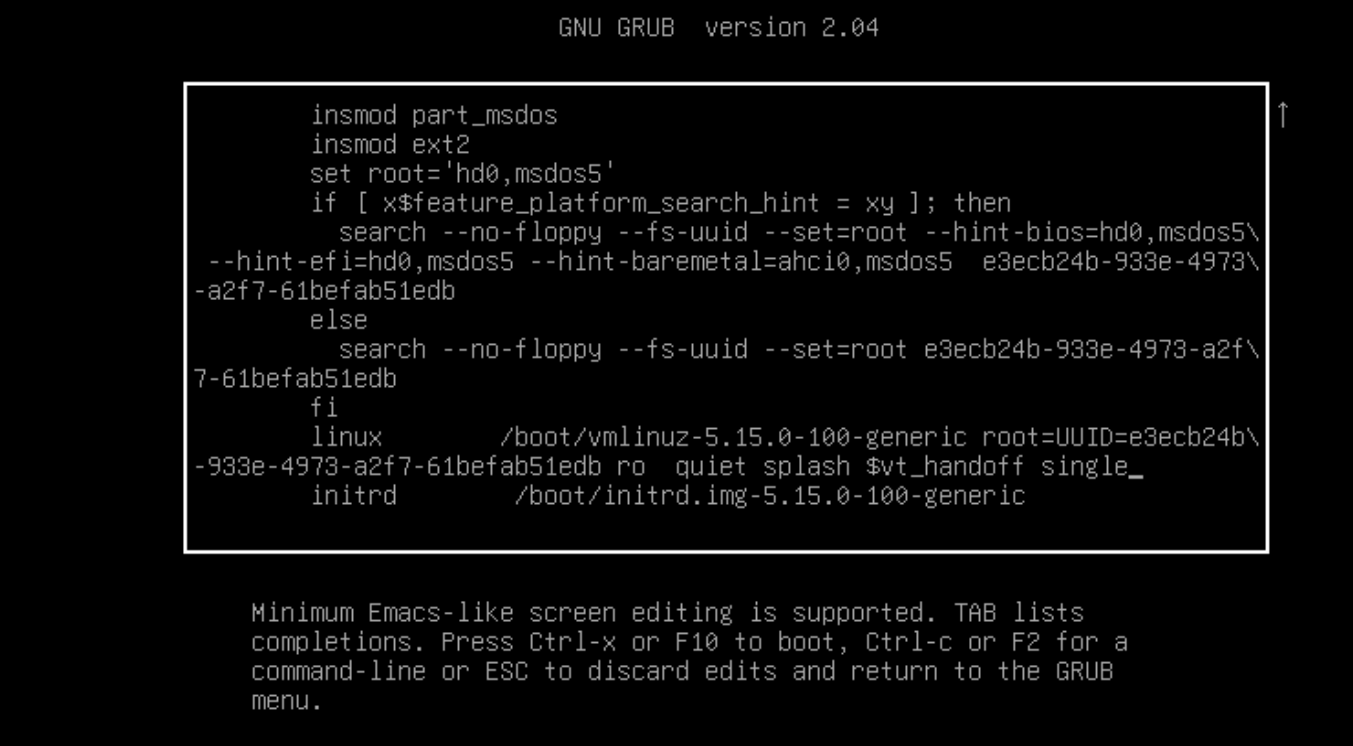 GNU GRUB  version 2.04
insmod part_msdos
insmod ext2
set root='hd0,msdos5'
if [ x$feature_platform_search_hint = xy ]; then
search --no-floppy --fs-uuid --set=root --hint-bios=hd0,msdos5\
--hint-efi=hd0,msdos5 --hint-baremetal=ahci0,msdos5  e3ecb24b-933e-4973\
-a2f7-61befab51edb
else
search --no-floppy --fs-uuid --set=root e3ecb24b-933e-4973-a2f\
7-61befab51edb
fi
linux        /boot/vmlinuz-5.15.0-100-generic root=UUID=e3ecb24b\
-933e-4973-a2f7-61befab51edb ro  quiet splash $vt_handoff single_
initrd        /boot/initrd.img-5.15.0-100-generic
↑
Minimum Emacs-like screen editing is supported. TAB lists
completions. Press Ctrl-x or F10 to boot, Ctrl-c or F2 for a
command-line or ESC to discard edits and return to the GRUB
menu.